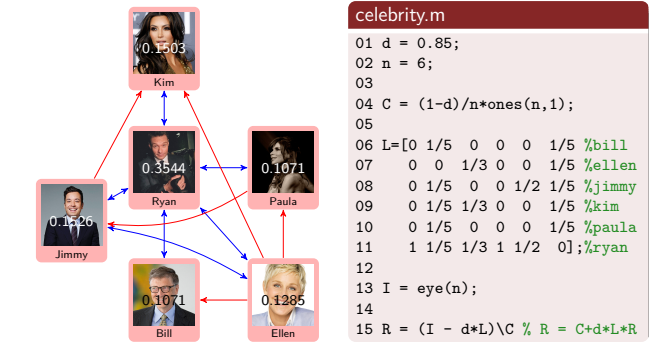 0.1503
Kim
0.3544
Ryan
0.1071
Paula
0.1526
Jimmy
0.1071
Bill
0.1285
Ellen
celebrity.m
01 d = 0.85;
02 n = 6;
03
04 C = (1-d)/n*ones(n,1);
05
06 L=[0 1/5 0 0 0 1/5 %bill
07 0 0 1/3 0 0 1/5 %ellen
08 0 1/5 0 0 1/2 1/5 %jimmy
09 0 1/5 1/3 0 0 1/5 %kim
10 0 1/5 0 0 0 1/5 %paula
11 1 1/5 1/3 1 1/2 0];%ryan
12
13 I = eye(n);
14
15 R = (I - d*L)\C % R = C+d*L*R